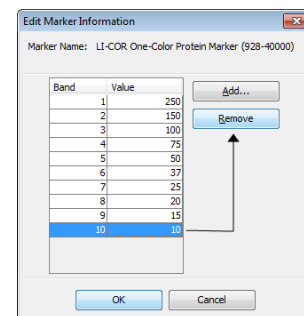 Edit Marker Information
Marker Name: LI-COR One-Color Protein Marker (928-40000)
Band Value
1 250
2 150
3 100
4 75
5 50
6 37
7 25
8 20
9 15
10 10
Add...
Remove
OK Cancel